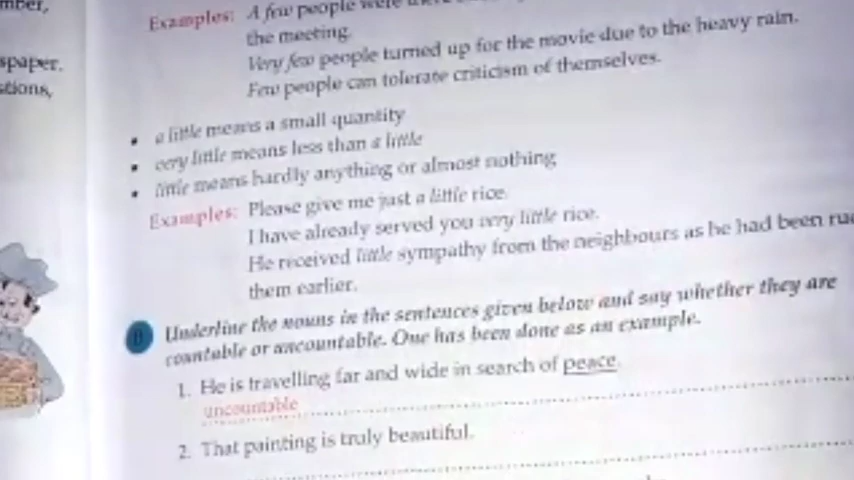 mber,
spaper.
stions,
Examples: A few people were
the meeting.
Very few people turned up for the movie due to the heavy rain.
Few people can tolerate criticism of themselves.
• a little means a small quantity
• very little means less than a little
• little means hardly anything or almost nothing
Examples: Please give me just a little rice.
I have already served you very little rice.
He received little sympathy from the neighbours as he had been
them earlier.
Underline the nouns in the sentences given below and say whether they are
countable or uncountable. One has been done as an example.
1. He is travelling far and wide in search of peace.
uncountable
2. That painting is truly beautiful.